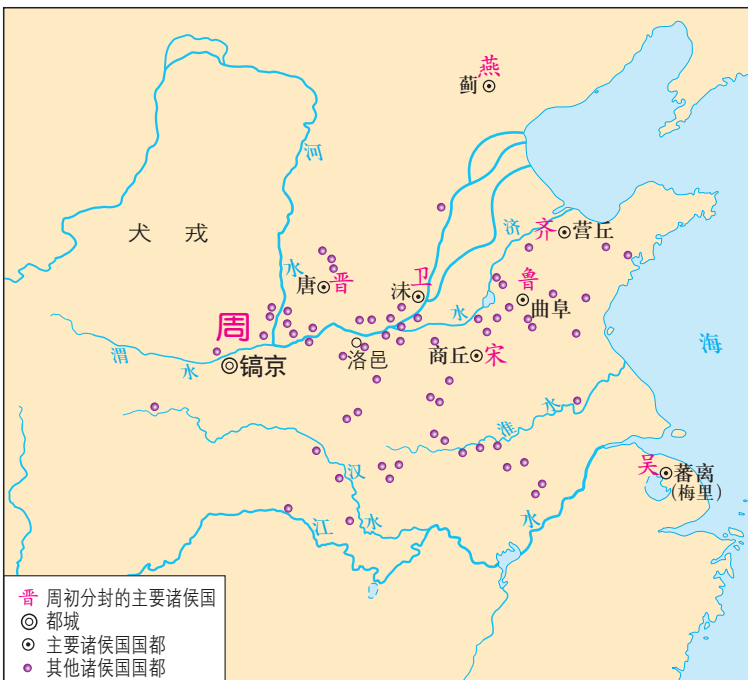 燕
蓟
河
犬 戎
济
齐
营丘
水
唐
晋
沬
卫
鲁
曲阜
水
周
渭
水
镐京
洛邑
商丘
宋
海
淮
水
汉
水
江
水
吴
蕃离
(梅里)
晋 周初分封的主要诸侯国
都城
主要诸侯国国都
其他诸侯国国都